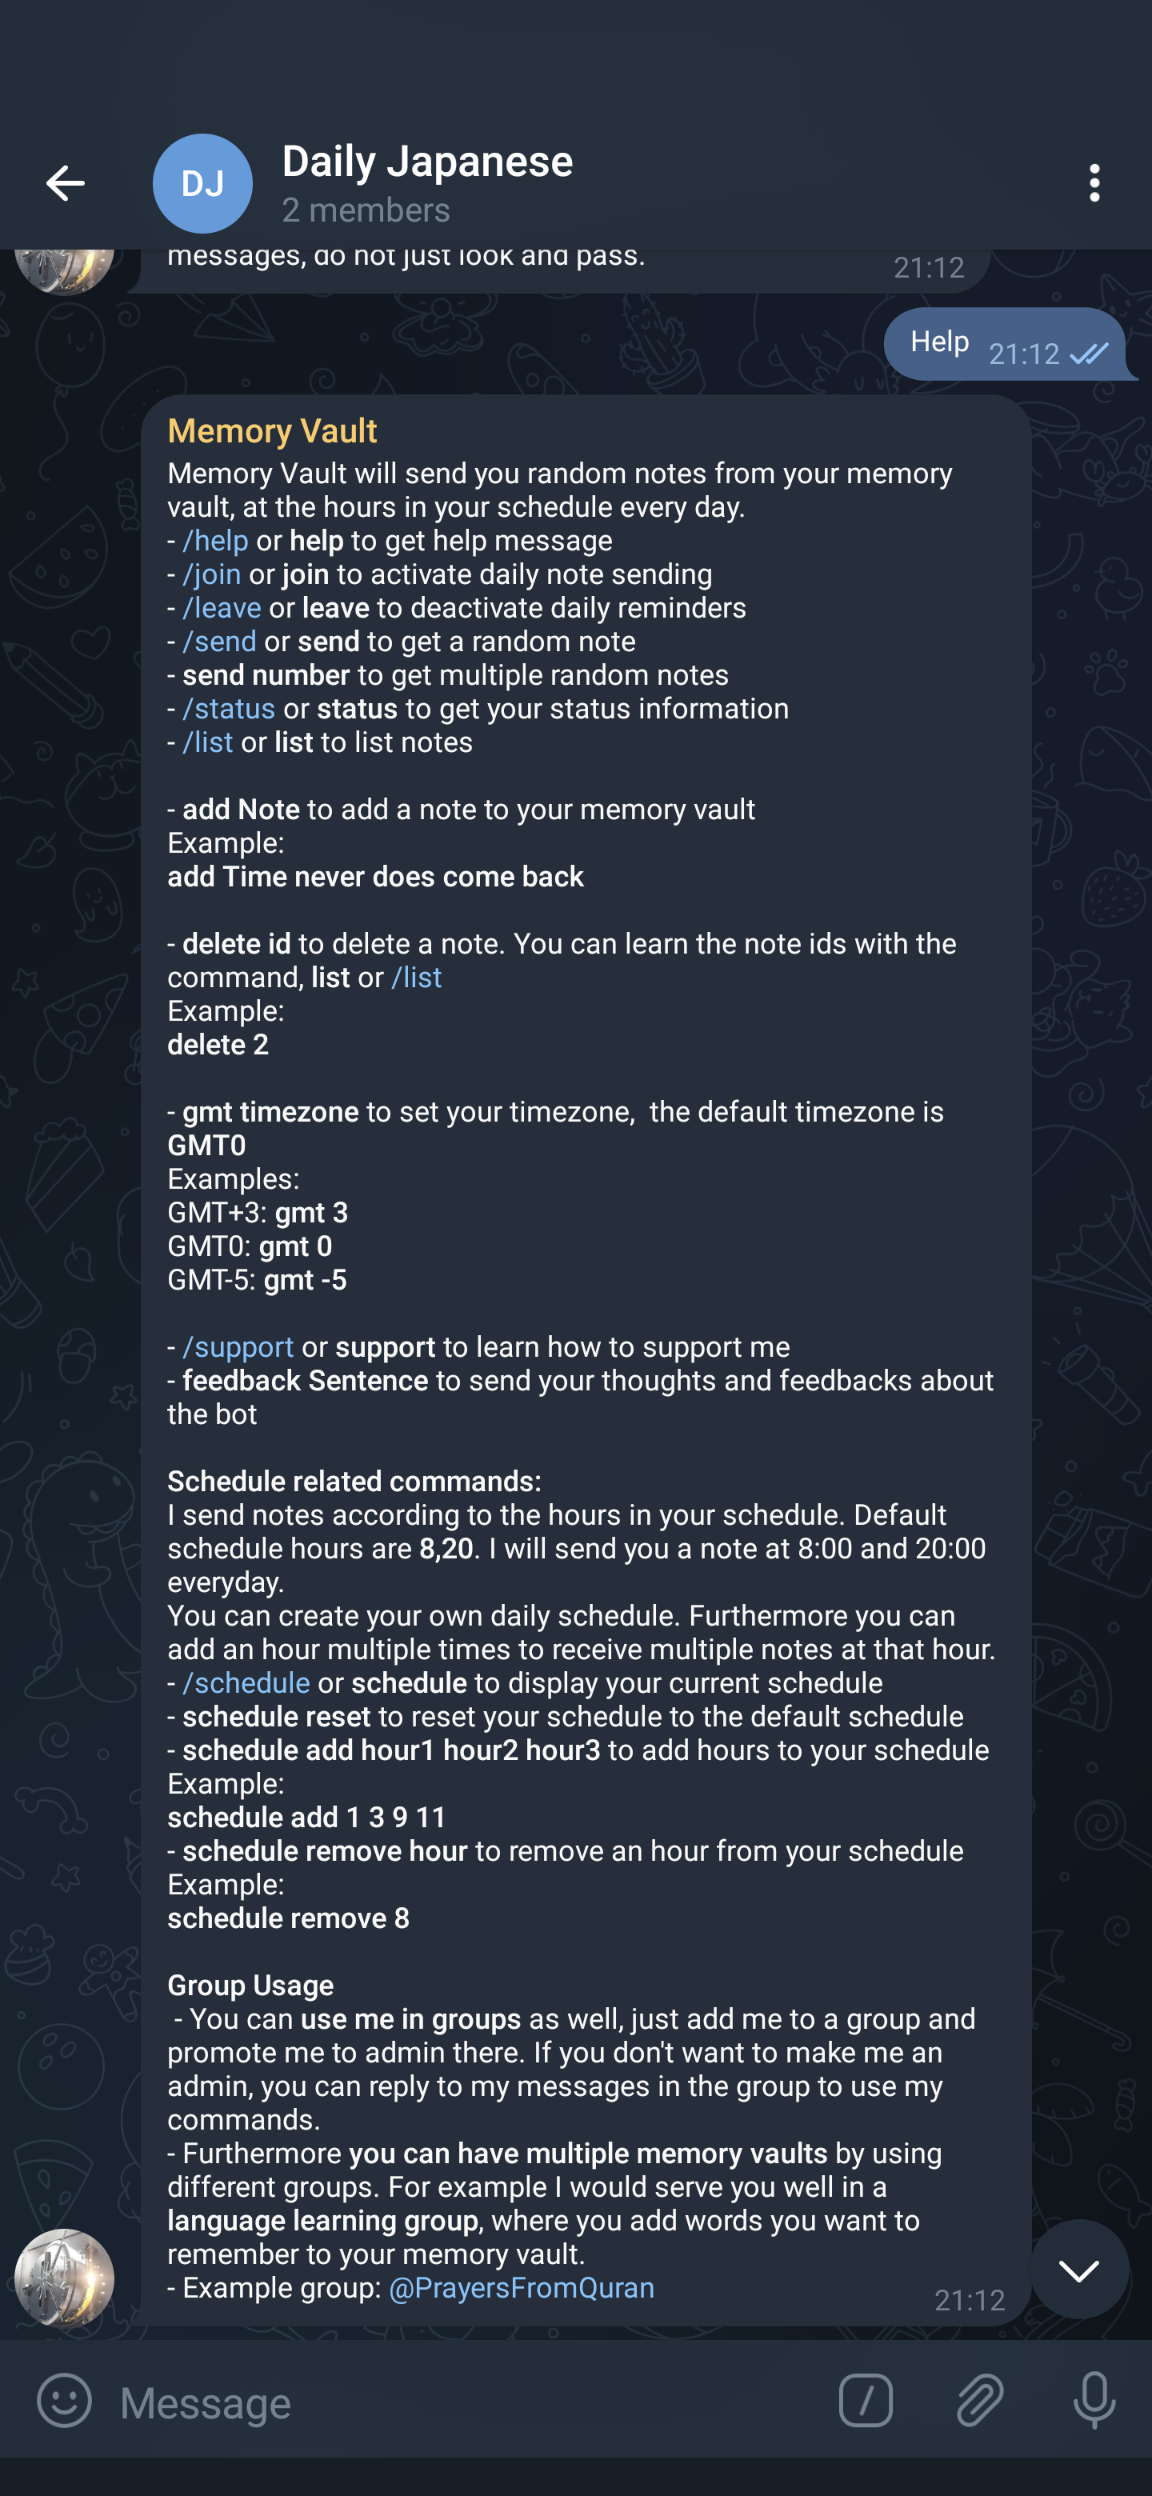 DJ
Daily Japanese
2 members
messages, do not just look and pass.
21:12
Help 21:12
Memory Vault
Memory Vault will send you random notes from your memory
vault, at the hours in your schedule every day.
- /help or help to get help message
- /join or join to activate daily note sending
- /leave or leave to deactivate daily reminders
- /send or send to get a random note
- send number to get multiple random notes
- /status or status to get your status information
- /list or list to list notes
- add Note to add a note to your memory vault
Example:
add Time never does come back
- delete id to delete a note. You can learn the note ids with the
command, list or /list
Example:
delete 2
- gmt timezone to set your timezone,  the default timezone is
GMT0
Examples:
GMT+3: gmt 3
GMT0: gmt 0
GMT-5: gmt -5
- /support or support to learn how to support me
- feedback Sentence to send your thoughts and feedbacks about
the bot
Schedule related commands:
I send notes according to the hours in your schedule. Default
schedule hours are 8,20. I will send you a note at 8:00 and 20:00
everyday.
You can create your own daily schedule. Furthermore you can
add an hour multiple times to receive multiple notes at that hour.
- /schedule or schedule to display your current schedule
- schedule reset to reset your schedule to the default schedule
- schedule add hour1 hour2 hour3 to add hours to your schedule
Example:
schedule add 1 3 9 11
- schedule remove hour to remove an hour from your schedule
Example:
schedule remove 8
Group Usage
- You can use me in groups as well, just add me to a group and
promote me to admin there. If you don't want to make me an
admin, you can reply to my messages in the group to use my
commands.
- Furthermore you can have multiple memory vaults by using
different groups. For example I would serve you well in a
language learning group, where you add words you want to
remember to your memory vault.
- Example group: @PrayersFromQuran
21:12
Message